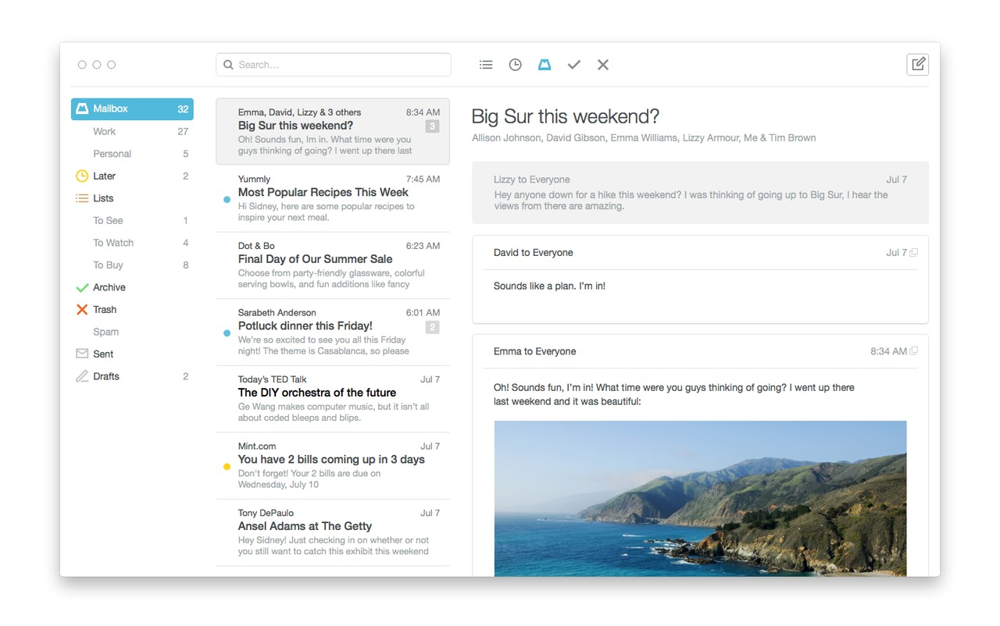 Search...
Mailbox 32
Work 27
Personal 5
Later 2
Lists
To See 1
To Watch 4
To Buy 8
Archive
Trash
Spam
Sent
Drafts 2
Emma, David, Lizzy & 3 others 8:34 AM
Big Sur this weekend? 3
Oh! Sounds fun, Im in. What time were you
guys thinking of going? I went up there last
Yummly 7:45 AM
Most Popular Recipes This Week
Hi Sidney, here are some popular recipes to
inspire your next meal.
Dot & Bo 6:23 AM
Final Day of Our Summer Sale
Choose from party-friendly glassware, colorful
serving bowls, and fun additions like fancy
Sarabeth Anderson 6:01 AM
Potluck dinner this Friday! 2
We're so excited to see you all this Friday
night! The theme is Casablanca, so please
Today's TED Talk Jul 7
The DIY orchestra of the future
Ge Wang makes computer music, but it isn't all
about coded bleeps and blips.
Mint.com Jul 7
You have 2 bills coming up in 3 days
Don't forget! Your 2 bills are due on
Wednesday, July 10
Tony DePaulo Jul 7
Ansel Adams at The Getty
Hey Sidney! Just checking in on whether or not
you still want to catch this exhibit this weekend
Big Sur this weekend?
Allison Johnson, David Gibson, Emma Williams, Lizzy Armour, Me & Tim Brown
Lizzy to Everyone Jul 7
Hey anyone down for a hike this weekend? I was thinking of going up to Big Sur, I hear the
views from there are amazing.
David to Everyone Jul 7
Sounds like a plan. I'm in!
Emma to Everyone 8:34 AM
Oh! Sounds fun, I'm in! What time were you guys thinking of going? I went up there
last weekend and it was beautiful: